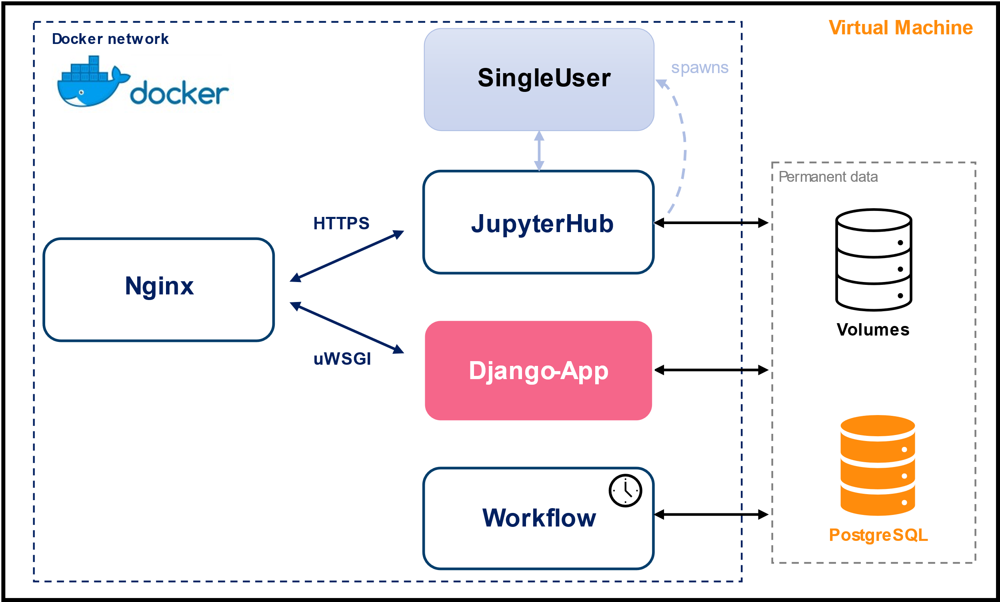 Docker network
docker
Virtual Machine
SingleUser
spawns
Permanent data
HTTPS
JupyterHub
Nginx
Volumes
uWSGI
Django-App
Workflow
PostgreSQL